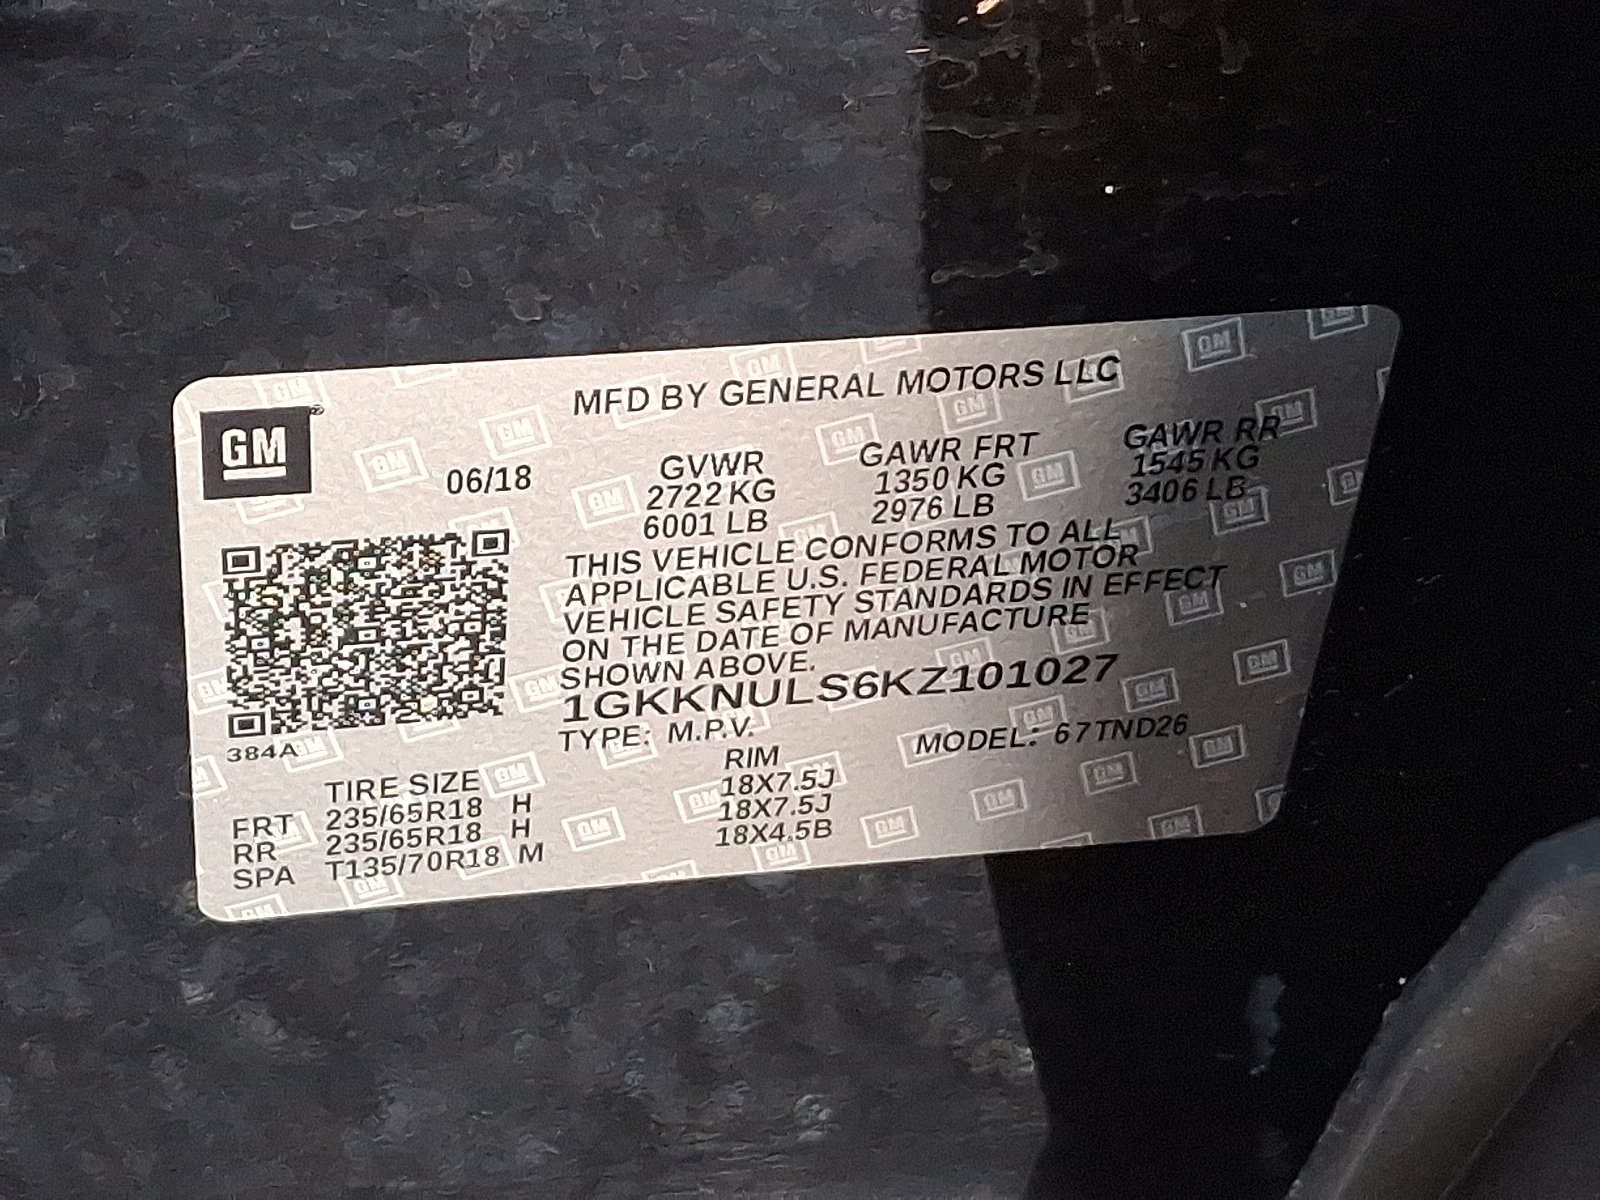 MFD BY GENERAL MOTORS LLC
GM
06/18
GVWR GAWR FRT GAWR RR
2722 KG 1350 KG 1545 KG
6001 LB 2976 LB 3406 LB
THIS VEHICLE CONFORMS TO ALL
APPLICABLE U.S. FEDERAL MOTOR
VEHICLE SAFETY STANDARDS IN EFFECT
ON THE DATE OF MANUFACTURE
SHOWN ABOVE.
1GKKNULS6KZ101027
TYPE: M.P.V. MODEL: 67TND26
384A
TIRE SIZE RIM
FRT 235/65R18 H 18X7.5J
RR 235/65R18 H 18X7.5J
SPA T135/70R18 M 18X4.5B